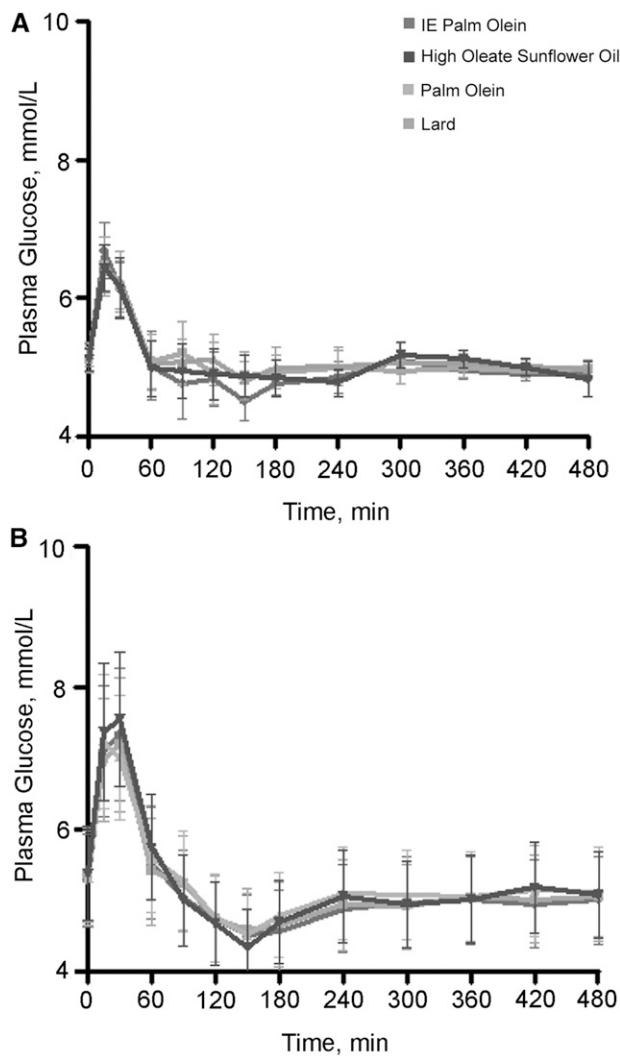 A
10
IE Palm Olein
High Oleate Sunflower Oil
Palm Olein
Lard
8
6
4
Plasma Glucose, mmol/L
0 60 120 180 240 300 360 420 480
Time, min
B
10
8
6
4
Plasma Glucose, mmol/L
0 60 120 180 240 300 360 420 480
Time, min